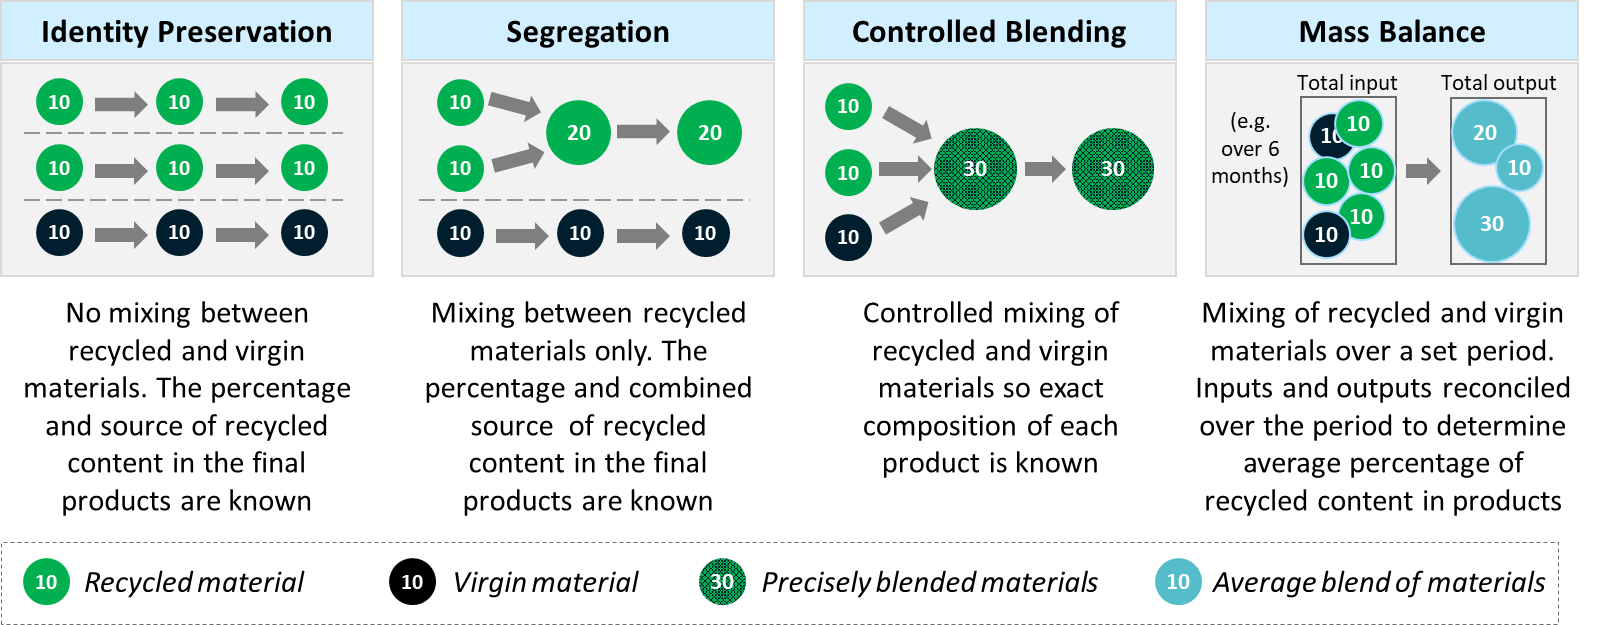 Identity Preservation
10 10 10
10 10 10
10 10 10
No mixing between
recycled and virgin
materials. The percentage
and source of recycled
content in the final
products are known
Segregation
10
20 20
10
10 10 10
Mixing between recycled
materials only. The
percentage and combined
source of recycled
content in the final
products are known
Controlled Blending
10
10 30 30
10
Controlled mixing of
recycled and virgin
materials so exact
composition of each
product is known
Mass Balance
Total input Total output
(e.g.
over 6
months)
10 10
10 10
10
10
20
10
30
Mixing of recycled and virgin
materials over a set period.
Inputs and outputs reconciled
over the period to determine
average percentage of
recycled content in products
10 Recycled material 10 Virgin material 30 Precisely blended materials 10 Average blend of materials